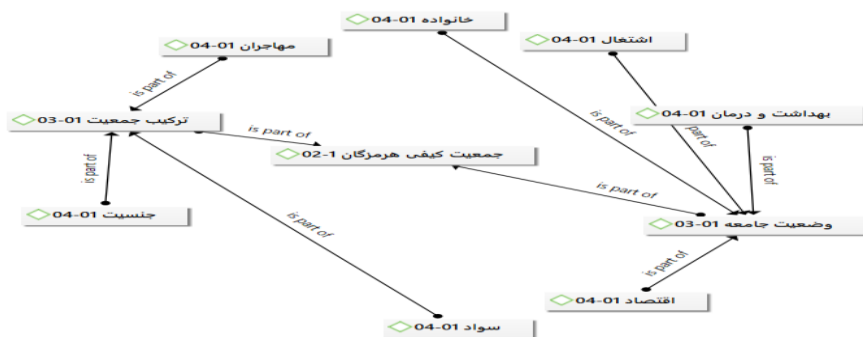 خانواده 01-04
اشتغال 01-04
مهاجران 01-04
is part of
ترکیب جمعیت 01-03
is part of
بهداشت و درمان 01-04
is part of
is part of
is part of
جمعیت کیفی هرمزگان 1-02
is part of
is part of
جنسیت 01-04
is part of
وضعیت جامعه 01-03
is part of
اقتصاد 01-04
سواد 01-04